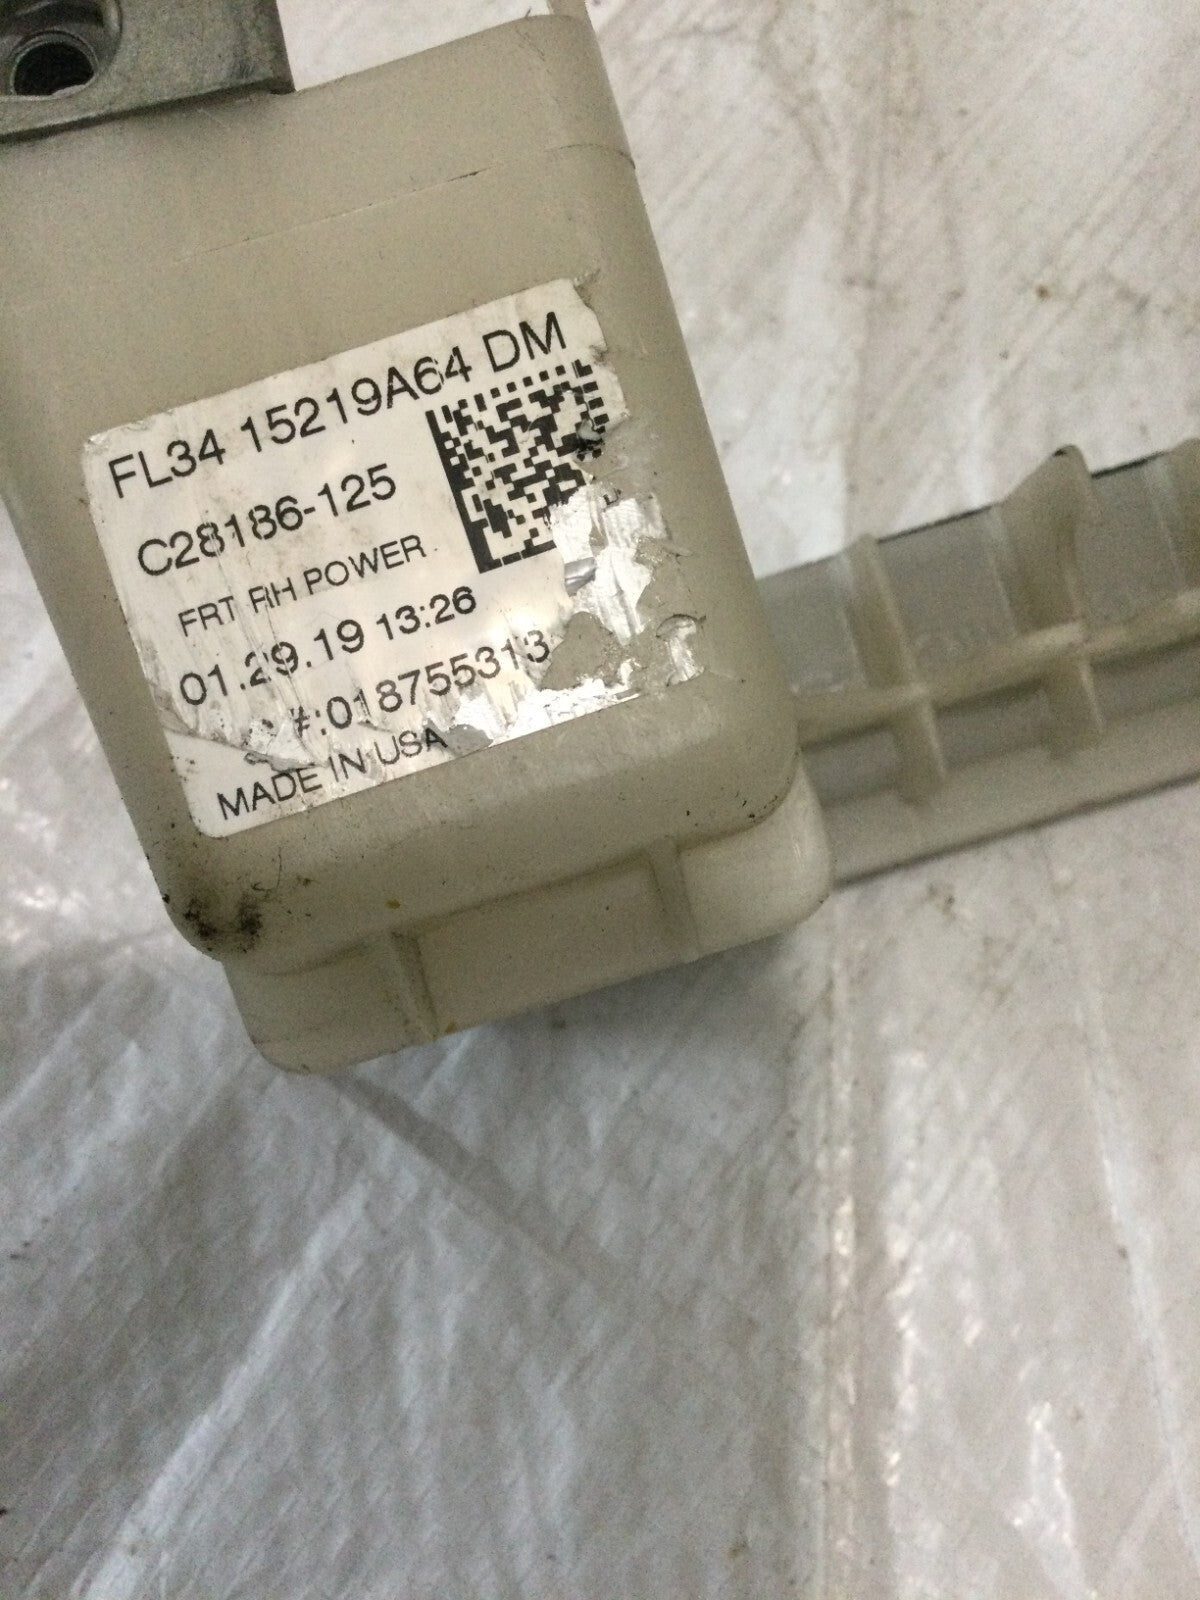 FL34 15219A64 DM
C28186-125
FRT RH POWER
01.29.19 13:26
#:018755313
MADE IN USA